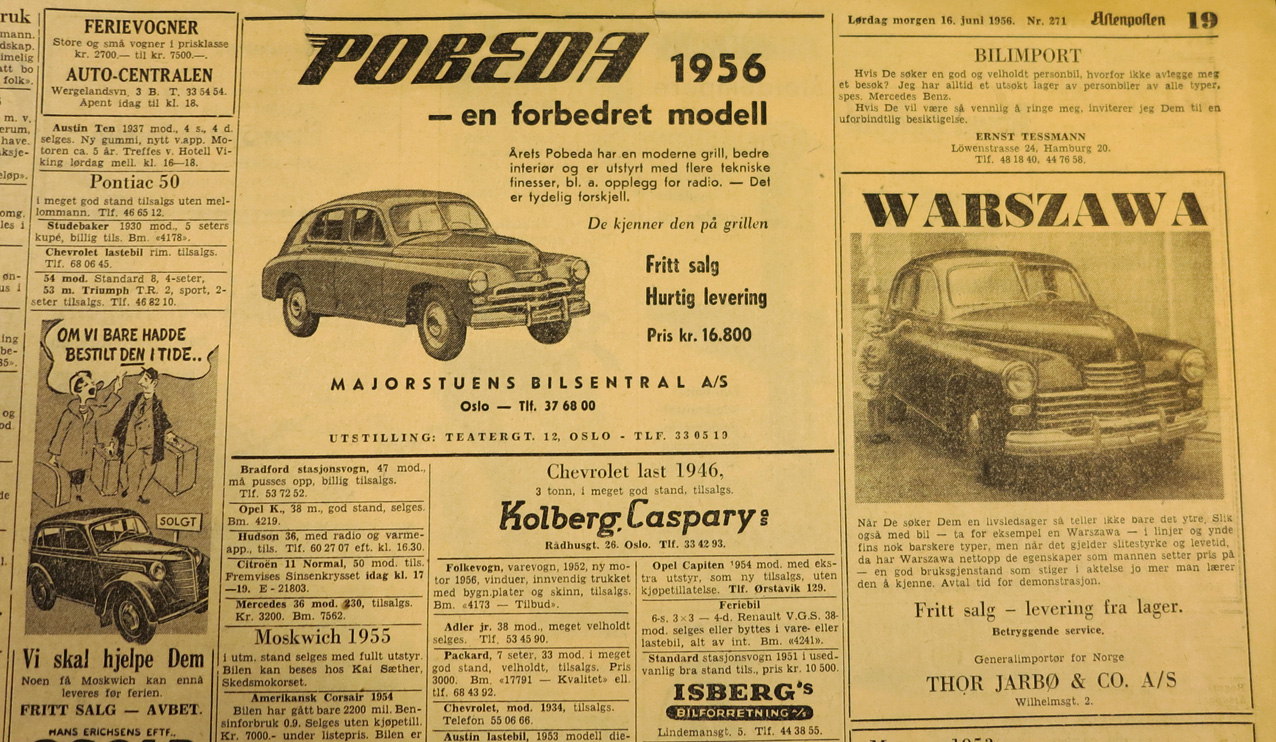 ruk
mann.
dskap.
imelig
att bo
folk».
m. v.
erum,
have.
aksje-
eløp».
omg.
les i
øn-
us i
ing
be-
85».
og
od.
de
FERIEVOGNER
Store og små vogner i prisklasse
kr. 2700.— til kr. 7500.—.
AUTO-CENTRALEN
Wergelandsvn. 3 B. T. 33 54 54.
Åpent idag til kl. 18.
Austin Ten 1937 mod., 4 s., 4 d.
selges. Ny gummi, nytt v.app. Mo-
toren ca. 5 år. Treffes v. Hotell Vi-
king lørdag mell. kl. 16—18.
Pontiac 50
i meget god stand tilsalgs uten mel-
lommann. Tlf. 46 65 12.
Studebaker 1930 mod., 5 seters
kupé, billig tils. Bm. «4178».
Chevrolet lastebil rim. tilsalgs.
Tlf. 68 06 45.
54 mod. Standard 8, 4-seter,
53 m. Triumph T.R. 2, sport, 2-
seter tilsalgs. Tlf. 46 82 10.
OM VI BARE HADDE
BESTILT DEN I TIDE..
SOLGT
Vi skal hjelpe Dem
Noen få Moskwich kan ennå
leveres før ferien.
FRITT SALG — AVBET.
HANS ERICHSENS EFTF..
POBEDA 1956
— en forbedret modell
Årets Pobeda har en moderne grill, bedre
interiør og er utstyrt med flere tekniske
finesser, bl. a. opplegg for radio. — Det
er tydelig forskjell.
De kjenner den på grillen
Fritt salg
Hurtig levering
Pris kr. 16.800
MAJORSTUENS BILSENTRAL A/S
Oslo — Tlf. 37 68 00
UTSTILLING: TEATERGT. 12, OSLO - TLF. 33 05 19
Bradford stasjonsvogn, 47 mod.,
må pusses opp, billig tilsalgs.
Tlf. 53 72 52.
Opel K., 38 m., god stand, selges.
Bm. 4219.
Hudson 36, med radio og varme-
app., tils. Tlf. 60 27 07 eft. kl. 16.30.
Citroën 11 Normal, 50 mod. tils.
Fremvises Sinsenkrysset idag kl. 17
—19. E - 21803.
Mercedes 36 mod. 230, tilsalgs.
Kr. 3200. Bm. 7562.
Moskwich 1955
i utm. stand selges med fullt utstyr.
Bilen kan beses hos Kai Sæther,
Skedsmokorset.
Amerikansk Corsair 1954
Bilen har gått bare 2200 mil. Ben-
sinforbruk 0.9. Selges uten kjøpetill.
Kr. 7000.- under listepris. Bilen er
Chevrolet last 1946,
3 tonn, i meget god stand, tilsalgs.
Kolberg, Caspary A/S
Rådhusgt. 26. Oslo. Tlf. 33 42 93.
Folkevogn, varevogn, 1952, ny mo-
tor 1956, vinduer, innvendig trukket
med bygn.plater og skinn, tilsalgs.
Bm. «4173 — Tilbud».
Adler jr. 38 mod., meget velholdt
selges. Tlf. 53 45 90.
Packard, 7 seter, 33 mod. i meget
god stand, velholdt, tilsalgs. Pris
3000. Bm. «17791 — Kvalitet» ell.
tlf. 68 43 92.
Chevrolet, mod. 1934, tilsalgs.
Telefon 55 06 66.
Austin lastebil, 1953 modell die-
Opel Capiten '954 mod. med eks-
tra utstyr, som ny tilsalgs, uten
kjøpetillatelse. Tlf. Ørstavik 129.
Feriebil
6-s. 3×3 — 4-d. Renault V.G.S. 38-
mod. selges eller byttes i vare- eller
lastebil, alt av int. Bm. «4241».
Standard stasjonsvogn 1951 i used-
vanlig bra stand tils., pris kr. 10 500.
ISBERG's
BILFORRETNING A/S
Lindemansgt. 5. Tlf. 44 38 55.
Lørdag morgen 16. juni 1956. Nr. 271 Aftenposten 19
BILIMPORT
Hvis De søker en god og velholdt personbil, hvorfor ikke avlegge meg
et besøk? Jeg har alltid et utsøkt lager av personbiler av alle typer,
spes. Mercedes Benz.
Hvis De vil være så vennlig å ringe meg, inviterer jeg Dem til en
uforbindtlig besiktigelse.
ERNST TESSMANN
Löwenstrasse 24, Hamburg 20.
Tlf. 48 18 40, 44 76 58.
WARSZAWA
Når De søker Dem en livsledsager så teller ikke bare det ytre. Slik
også med bil — ta for eksempel en Warszawa — i linjer og ynde
fins nok barskere typer, men når det gjelder slitestyrke og levetid,
da har Warszawa nettopp de egenskaper som mannen setter pris på
— en god bruksgjenstand som stiger i aktelse jo mer man lærer
den å kjenne. Avtal tid for demonstrasjon.
Fritt salg – levering fra lager.
Betryggende service.
Generalimportør for Norge
THOR JARBØ & CO. A/S
Wilhelmsgt. 2.